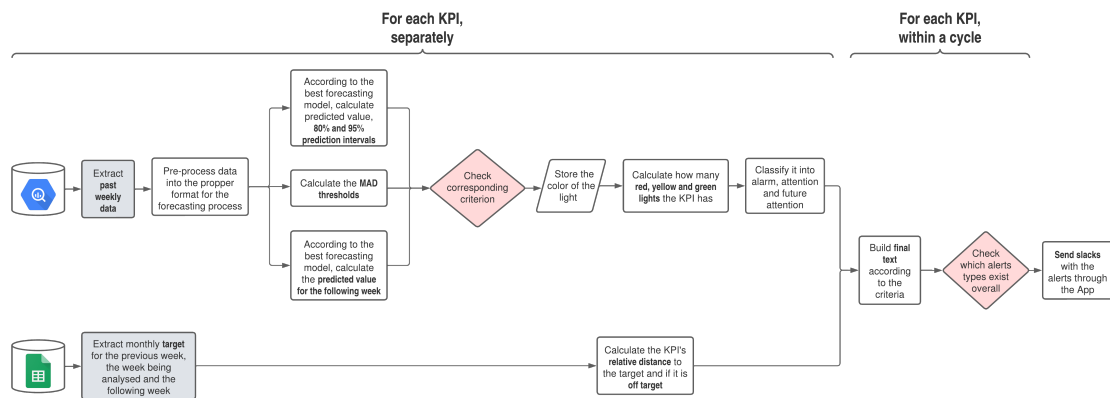 For each KPI,
separately
For each KPI,
within a cycle
According to the
best forecasting
model, calculate
predicted value,
80% and 95%
prediction intervals
Extract
past
weekly
data
Pre-process data
into the propper
format for the
forecasting process
Calculate the MAD
thresholds
According to the
best forecasting
model, calculate
the predicted value
for the following week
Check
corresponding
criterion
Store the
color of the
light
Calculate how many
red, yellow and green
lights the KPI has
Classify it into
alarm, attention
and future
attention
Build final
text
according
to the
criteria
Check
which alerts
types exist
overall
Send slacks
with the
alerts through
the App
Extract monthly target
for the previous week,
the week being
analysed and the
following week
Calculate the KPI's
relative distance to
the target and if it is
off target